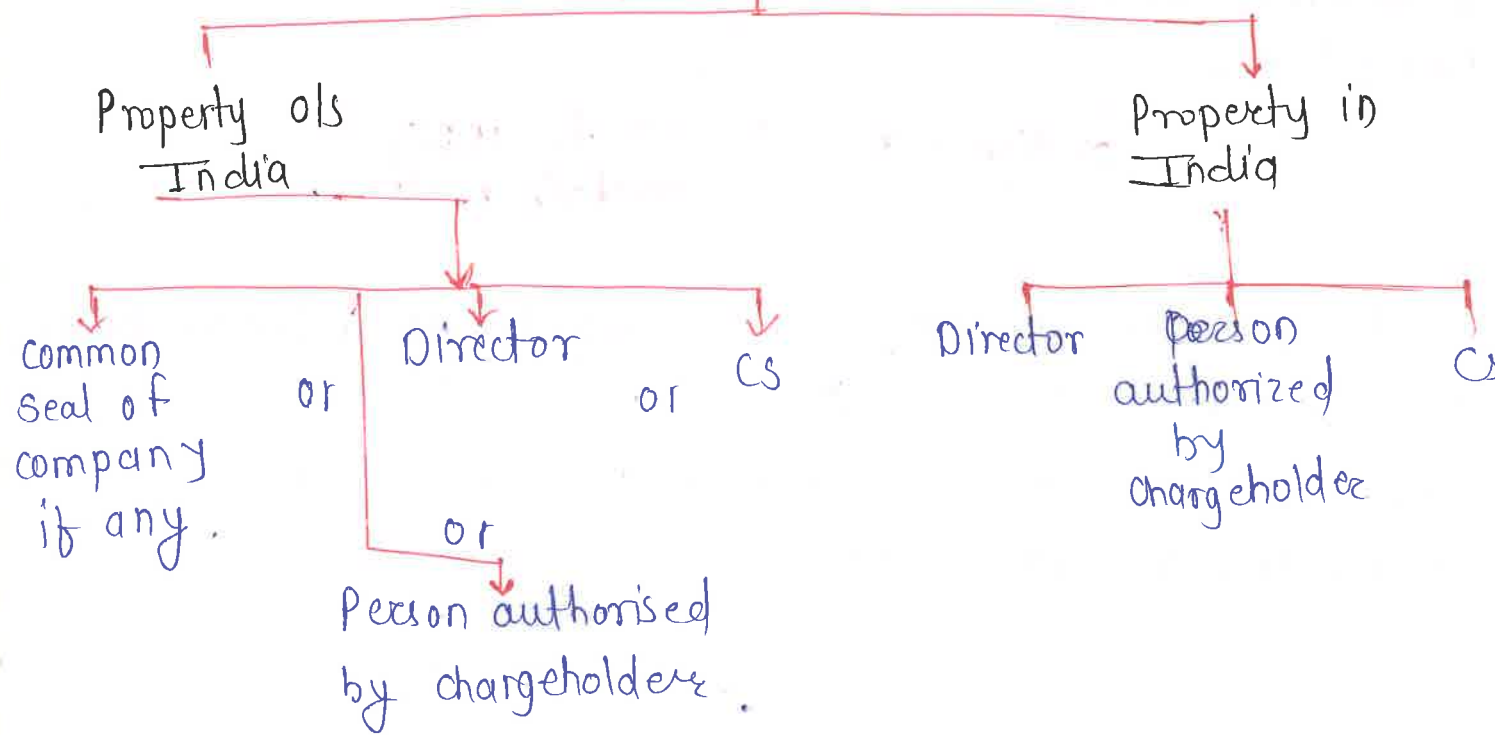 Property o/s
India
Property in
India
common
seal of
company
if any.
or
Director
or
CS
or
Person authorised
by chargeholder.
Director
person
authorized
by
chargeholder
CS